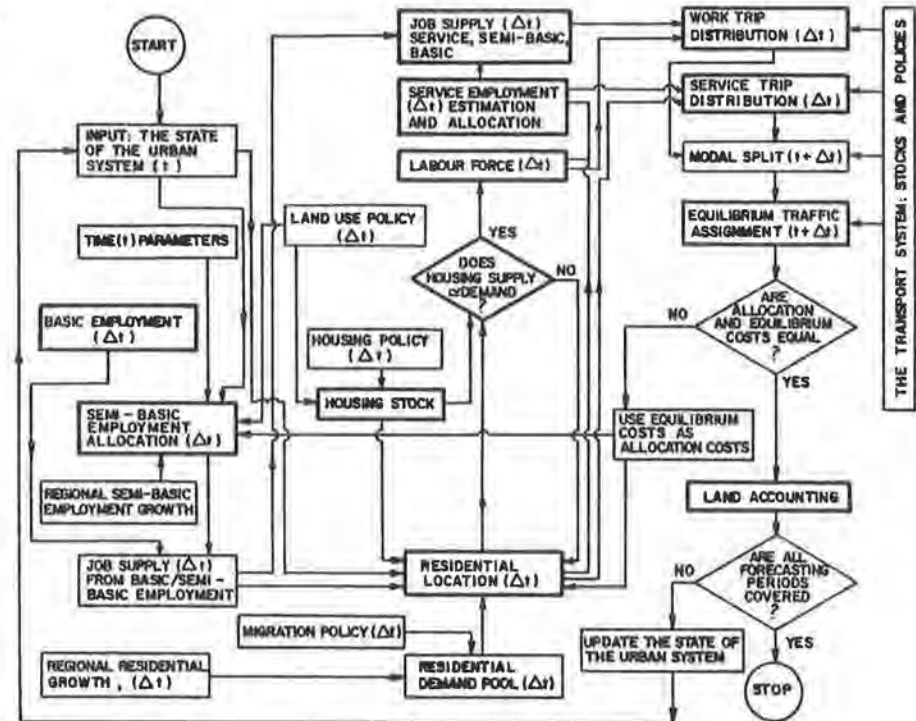 START
INPUT: THE STATE
OF THE URBAN
SYSTEM (t)
TIME(t) PARAMETERS
BASIC EMPLOYMENT
(Δt)
SEMI-BASIC
EMPLOYMENT
ALLOCATION (Δt)
REGIONAL SEMI-BASIC
EMPLOYMENT GROWTH
JOB SUPPLY (Δt)
FROM BASIC/SEMI-
BASIC EMPLOYMENT
MIGRATION POLICY (Δt)
REGIONAL RESIDENTIAL
GROWTH, (Δt)
LAND USE POLICY
(Δt)
HOUSING POLICY
(Δt)
HOUSING STOCK
JOB SUPPLY (Δt)
SERVICE, SEMI-BASIC,
BASIC
SERVICE EMPLOYMENT
(Δt) ESTIMATION
AND ALLOCATION
LABOUR FORCE (Δt)
YES
DOES
HOUSING SUPPLY
≃DEMAND
?
NO
RESIDENTIAL
LOCATION (Δt)
RESIDENTIAL
DEMAND POOL (Δt)
WORK TRIP
DISTRIBUTION (Δt)
SERVICE TRIP
DISTRIBUTION (Δt)
MODAL SPLIT (t+Δt)
EQUILIBRIUM TRAFFIC
ASSIGNMENT (t+Δt)
NO
ARE
ALLOCATION
AND EQUILIBRIUM
COSTS EQUAL
?
YES
USE EQUILIBRIUM
COSTS AS
ALLOCATION COSTS
LAND ACCOUNTING
NO
ARE ALL
FORECASTING
PERIODS
COVERED
?
YES
UPDATE THE STATE OF
THE URBAN SYSTEM
STOP
THE TRANSPORT SYSTEM: STOCKS AND POLICIES